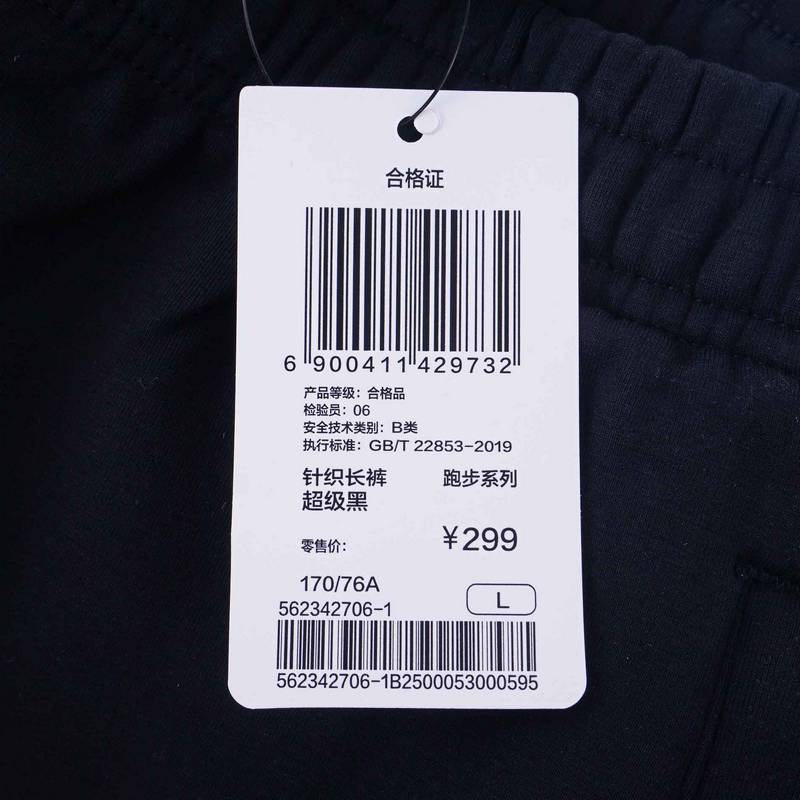 合格证
6 900411 429732
产品等级：合格品
检验员：06
安全技术类别：B类
执行标准：GB/T 22853-2019
针织长裤 跑步系列
超级黑
零售价： ¥299
170/76A
562342706-1 L
562342706-1B2500053000595